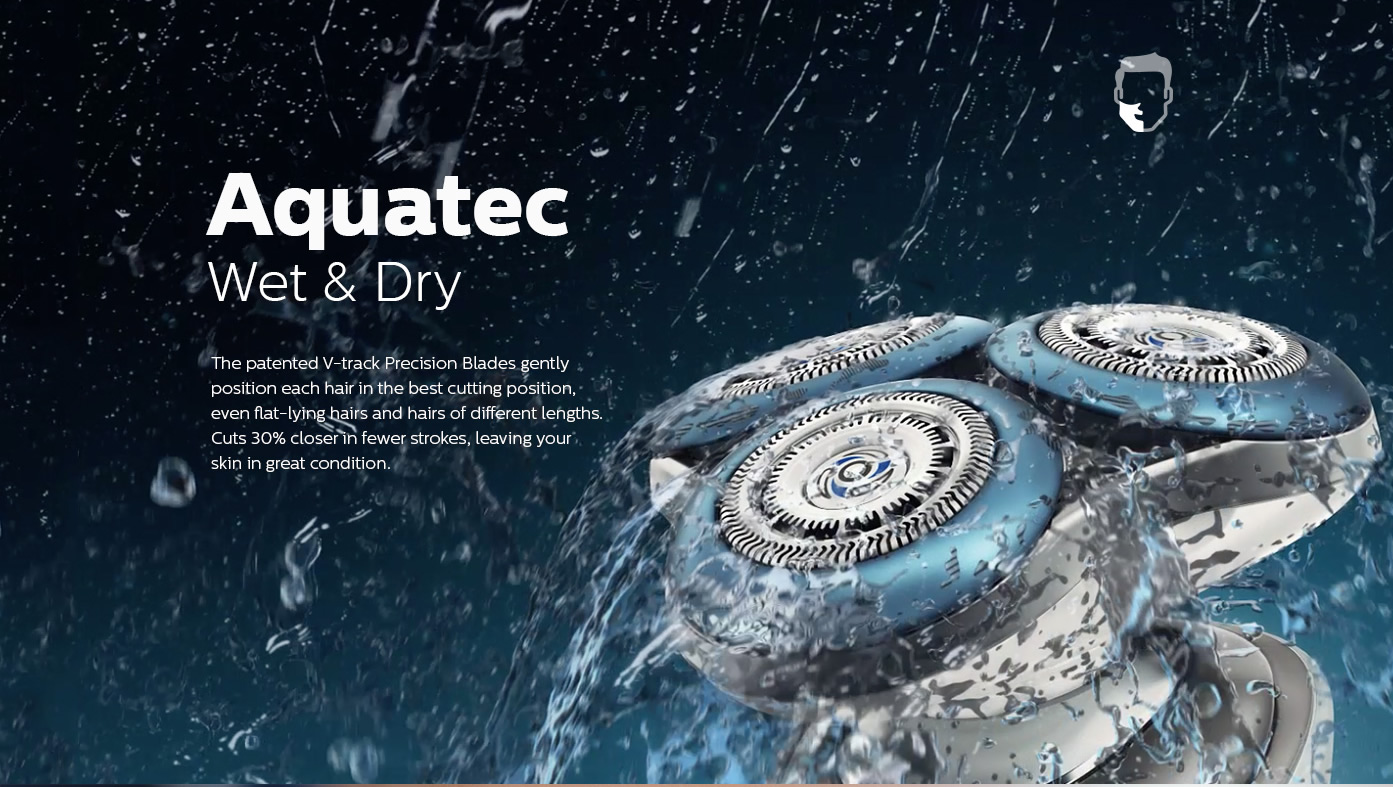 Aquatec
Wet & Dry
The patented V-track Precision Blades gently
position each hair in the best cutting position,
even flat-lying hairs and hairs of different lengths.
Cuts 30% closer in fewer strokes, leaving your
skin in great condition.